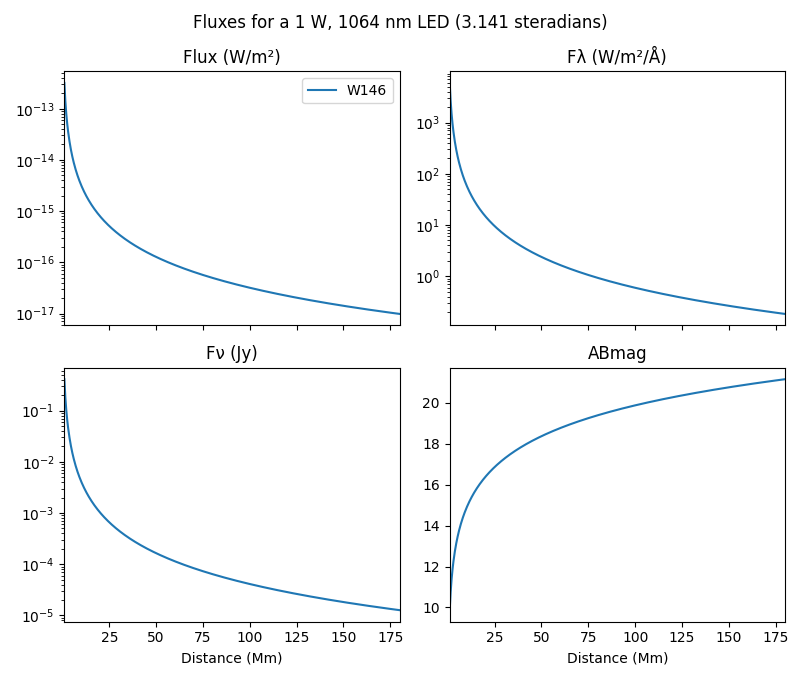 Fluxes for a 1 W, 1064 nm LED (3.141 steradians)
Flux (W/m²)
W146
10⁻¹³
10⁻¹⁴
10⁻¹⁵
10⁻¹⁶
10⁻¹⁷
Fλ (W/m²/Å)
10³
10²
10¹
10⁰
Fν (Jy)
10⁻¹
10⁻²
10⁻³
10⁻⁴
10⁻⁵
25 50 75 100 125 150 175
Distance (Mm)
ABmag
20
18
16
14
12
10
25 50 75 100 125 150 175
Distance (Mm)